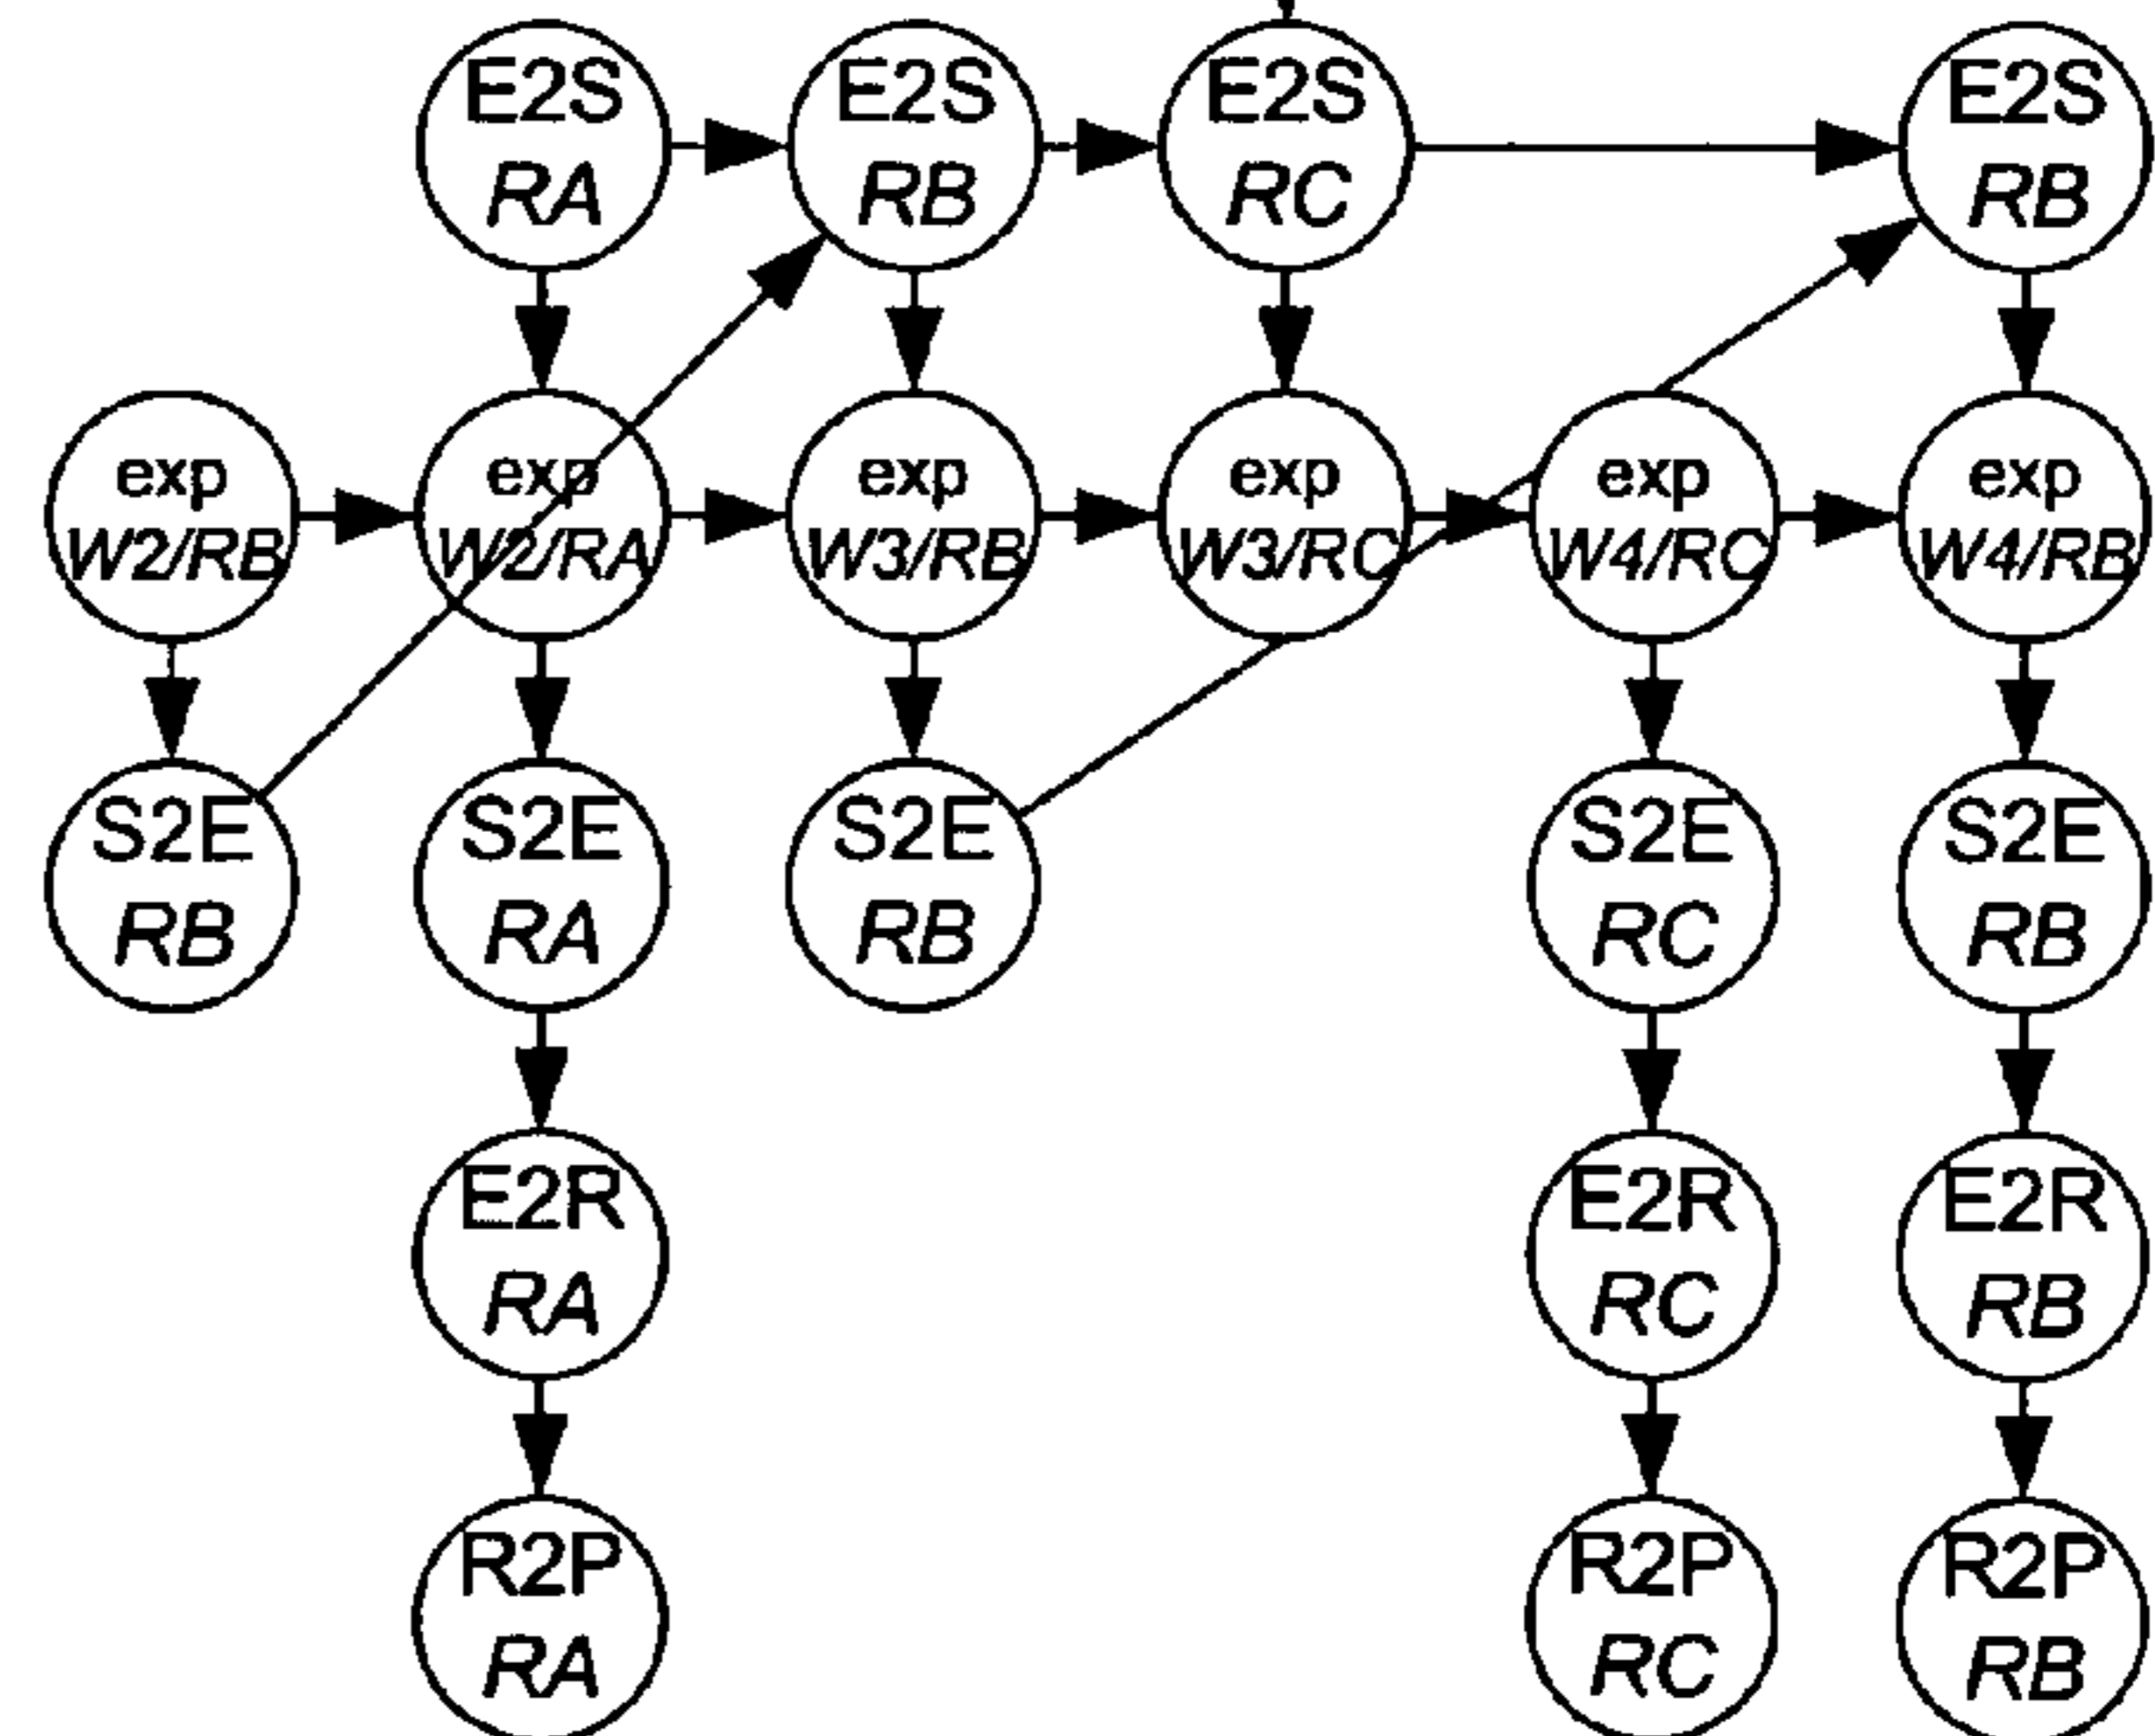 E2S
RA
E2S
RB
E2S
RC
E2S
RB
exp
W2/RB
exp
W2/RA
exp
W3/RB
exp
W3/RC
exp
W4/RC
exp
W4/RB
S2E
RB
S2E
RA
S2E
RB
S2E
RC
S2E
RB
E2R
RA
E2R
RC
E2R
RB
R2P
RA
R2P
RC
R2P
RB